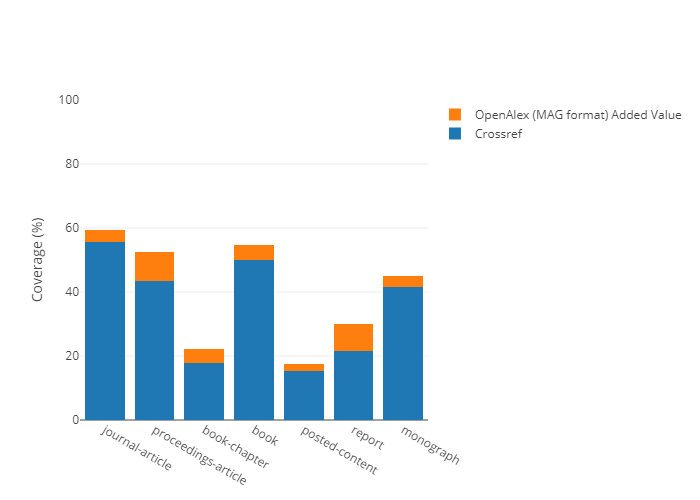 100
80
60
40
20
0
Coverage (%)
journal-article
proceedings-article
book-chapter
book
posted-content
report
monograph
OpenAlex (MAG format) Added Value
Crossref